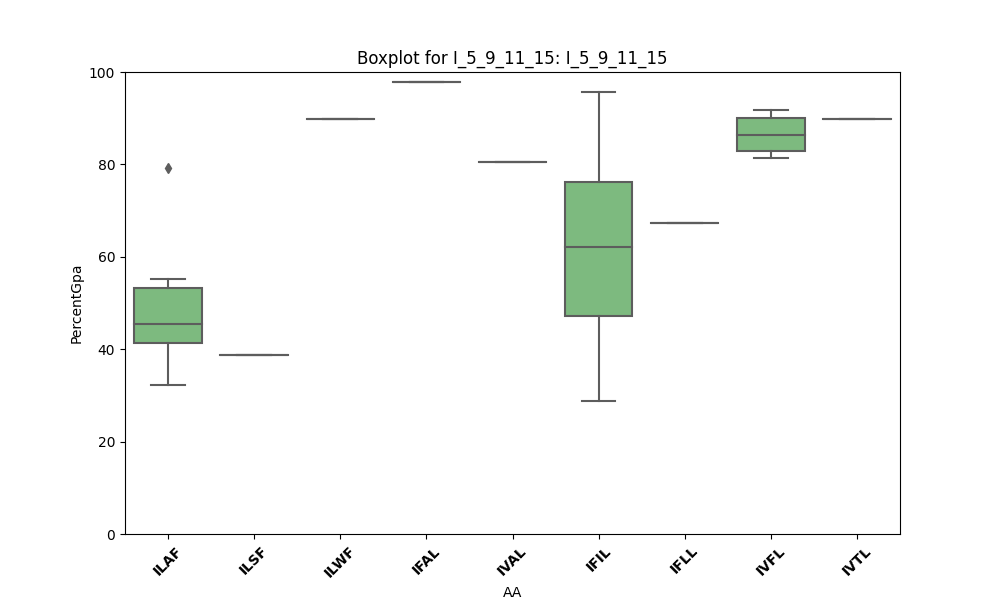 Boxplot for I_5_9_11_15: I_5_9_11_15
PercentGpa
100
80
60
40
20
0
ILAF ILSF ILWF IFAL IVAL IFIL IFLL IVFL IVTL
AA